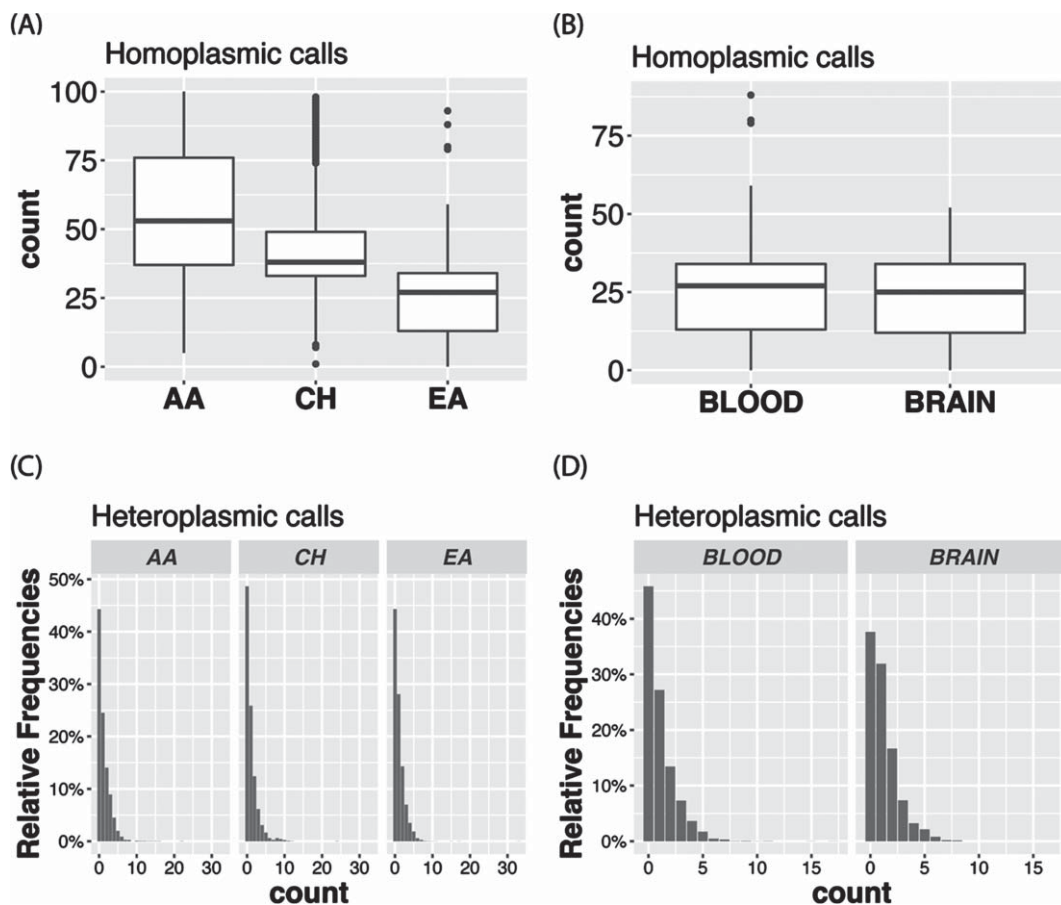 (A)
Homoplasmic calls
count
100
75
50
25
0
AA CH EA
(B)
Homoplasmic calls
count
75
50
25
0
BLOOD BRAIN
(C)
Heteroplasmic calls
AA CH EA
Relative Frequencies
50%
40%
30%
20%
10%
0%
0 10 20 30 0 10 20 30 0 10 20 30
count
(D)
Heteroplasmic calls
BLOOD BRAIN
Relative Frequencies
40%
30%
20%
10%
0%
0 5 10 15 0 5 10 15
count